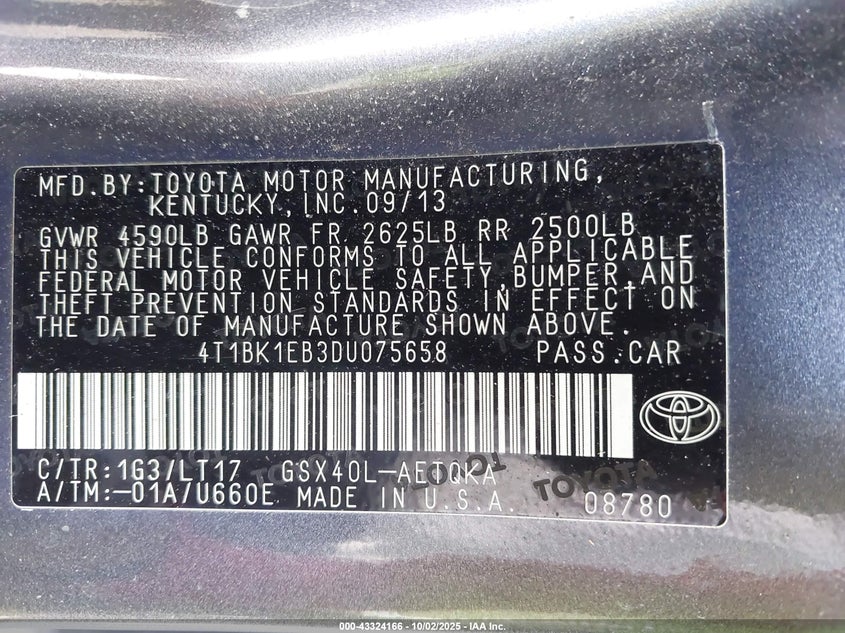 MFD. BY: TOYOTA MOTOR MANUFACTURING,
KENTUCKY, INC. 09/13
GVWR 4590LB GAWR FR 2625LB RR 2500LB
THIS VEHICLE CONFORMS TO ALL APPLICABLE
FEDERAL MOTOR VEHICLE SAFETY, BUMPER, AND
THEFT PREVENTION STANDARDS IN EFFECT ON
THE DATE OF MANUFACTURE SHOWN ABOVE.
4T1BK1EB3DU075658 PASS. CAR
C/TR: 1G3/LT17 GSX40L-AETQKA
A/TM:-01A/U660E MADE IN U.S.A. 08780
TOYOTA TOYOTA
000-43324166 - 10/02/2025 - IAA Inc.